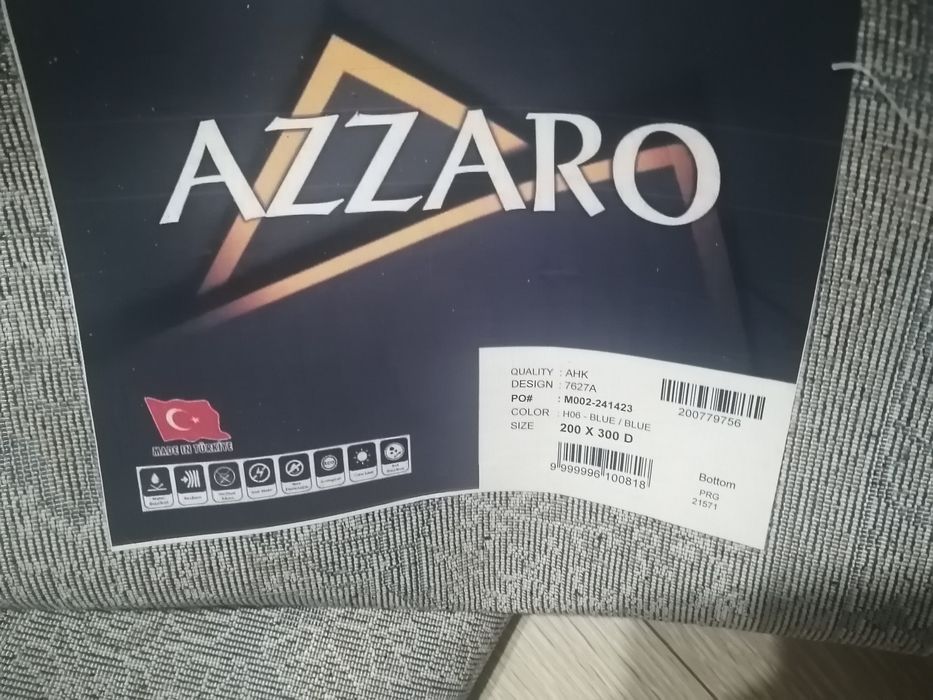 AZZARO
MADE IN TÜRKİYE
QUALITY : AHK
DESIGN : 7627A
PO# : M002-241423
COLOR : H06 - BLUE / BLUE
SIZE 200 X 300 D
200779756
9 999996 100818
Bottom
PRG
21571